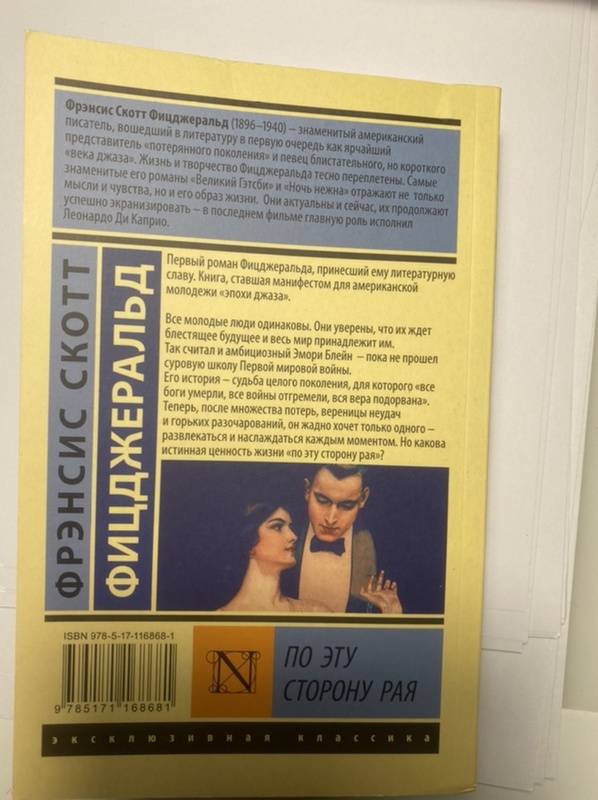 Фрэнсис Скотт Фицджеральд (1896–1940) – знаменитый американский
писатель, вошедший в литературу в первую очередь как ярчайший
представитель «потерянного поколения» и певец блистательного, но короткого
«века джаза». Жизнь и творчество Фицджеральда тесно переплетены. Самые
знаменитые его романы «Великий Гэтсби» и «Ночь нежна» отражают не только
мысли и чувства, но и его образ жизни. Они актуальны и сейчас, их продолжают
успешно экранизировать – в последнем фильме главную роль исполнил
Леонардо Ди Каприо.
ФРЭНСИС СКОТТ
ФИЦДЖЕРАЛЬД
Первый роман Фицджеральда, принесший ему литературную
славу. Книга, ставшая манифестом для американской
молодежи «эпохи джаза».
Все молодые люди одинаковы. Они уверены, что их ждет
блестящее будущее и весь мир принадлежит им.
Так считал и амбициозный Эмори Блейн – пока не прошел
суровую школу Первой мировой войны.
Его история – судьба целого поколения, для которого «все
боги умерли, все войны отгремели, вся вера подорвана».
Теперь, после множества потерь, вереницы неудач
и горьких разочарований, он жадно хочет только одного –
развлекаться и наслаждаться каждым моментом. Но какова
истинная ценность жизни «по эту сторону рая»?
ISBN 978-5-17-116868-1
9 785171 168681
N
ПО ЭТУ
СТОРОНУ РАЯ
эксклюзивная классика